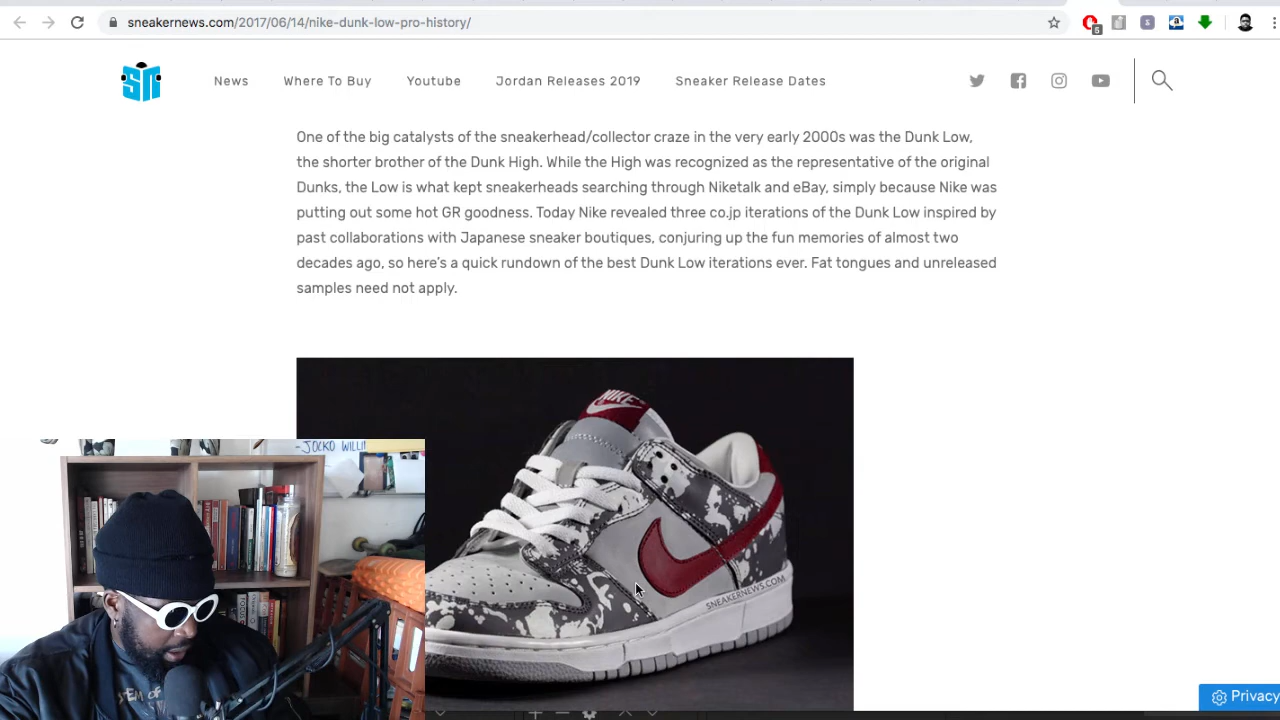 sneakernews.com/2017/06/14/nike-dunk-low-pro-history/
5
SN
News
Where To Buy
Youtube
Jordan Releases 2019
Sneaker Release Dates
One of the big catalysts of the sneakerhead/collector craze in the very early 2000s was the Dunk Low,
the shorter brother of the Dunk High. While the High was recognized as the representative of the original
Dunks, the Low is what kept sneakerheads searching through Niketalk and eBay, simply because Nike was
putting out some hot GR goodness. Today Nike revealed three co.jp iterations of the Dunk Low inspired by
past collaborations with Japanese sneaker boutiques, conjuring up the fun memories of almost two
decades ago, so here's a quick rundown of the best Dunk Low iterations ever. Fat tongues and unreleased
samples need not apply.
NIKE
SNEAKERNEWS.COM
- JOCKO WILLI
Privacy